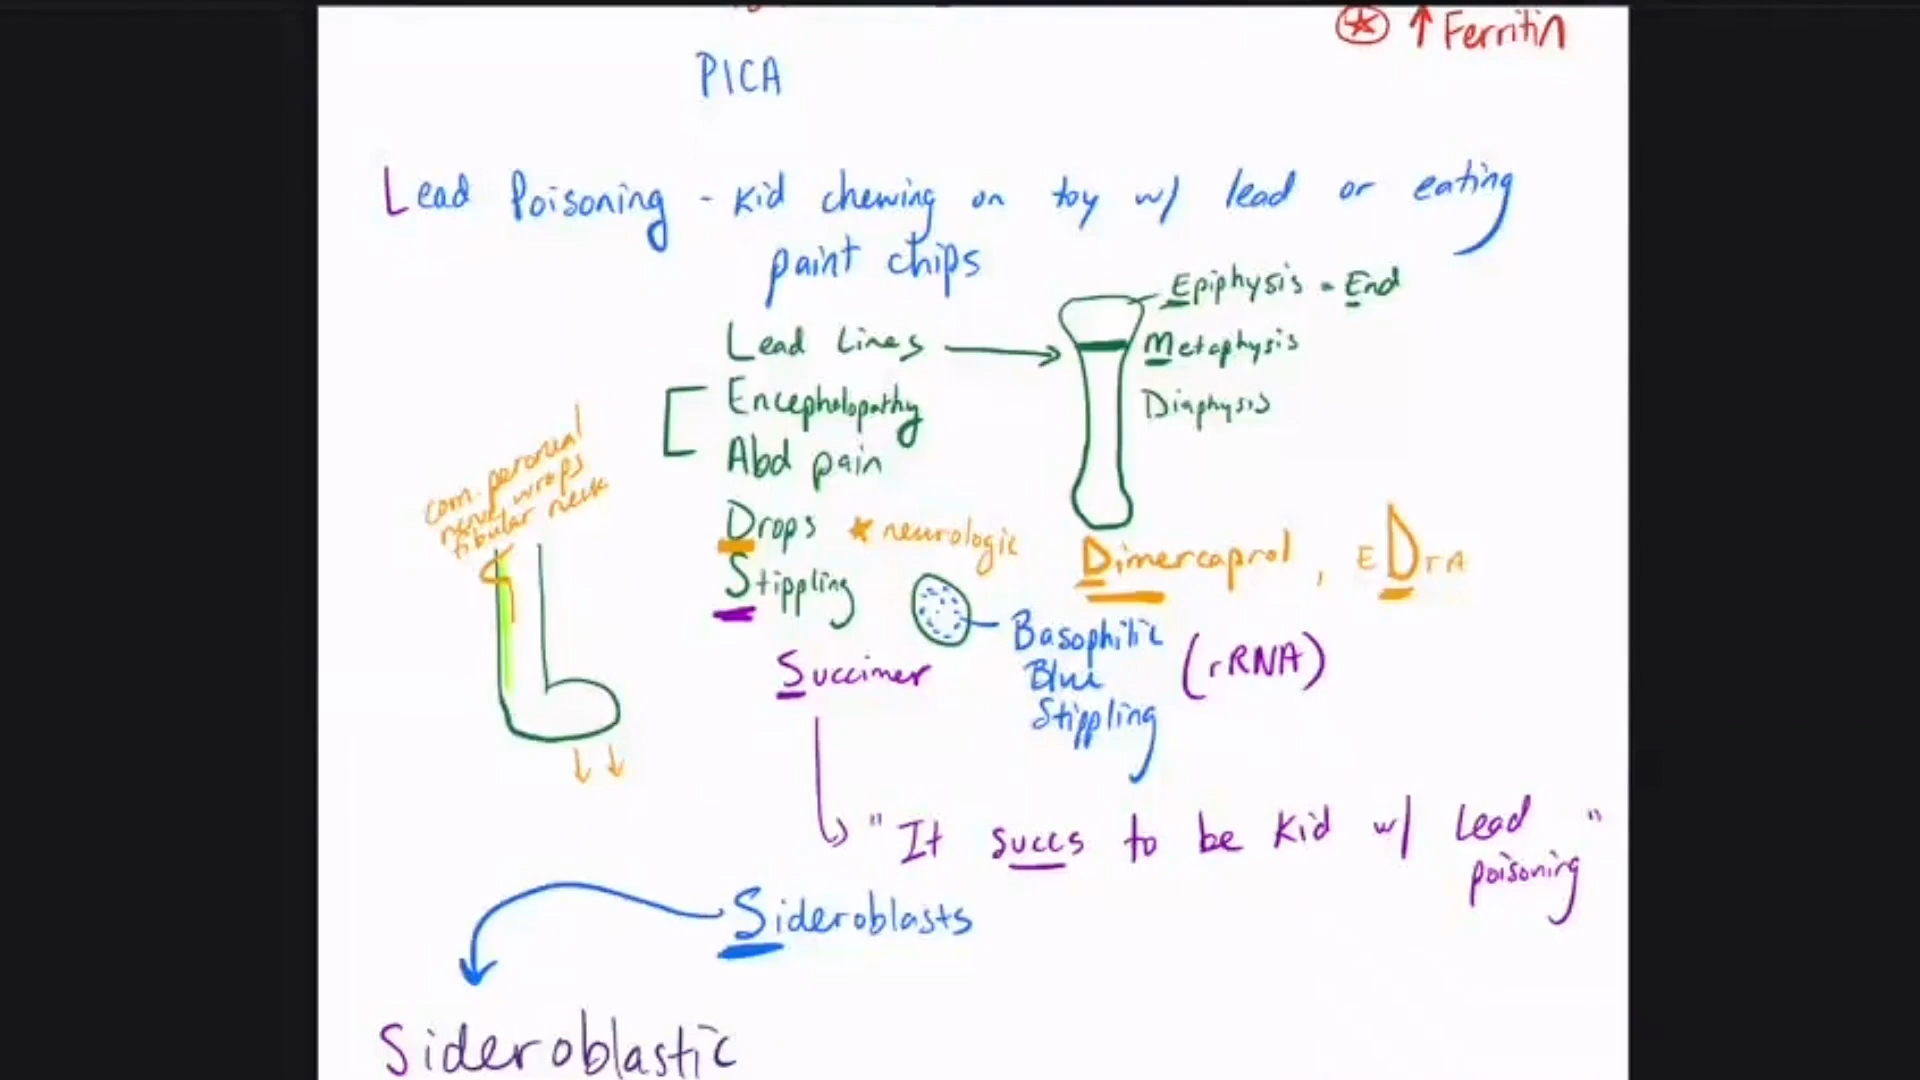 ↑ Ferritin
PICA
Lead Poisoning - kid chewing on toy w/ lead or eating
paint chips
Epiphysis = End
Lead Lines
Metaphysis
Encephalopathy
Diaphysis
Abd pain
com. peroneal
nerve wraps
fibular neck
Drops * neurologic
Dimercaprol, EDTA
Stippling
Basophilic
Blue
Stippling
(rRNA)
Succimer
"It succs to be kid w/ Lead
poisoning"
Sideroblasts
Sideroblastic